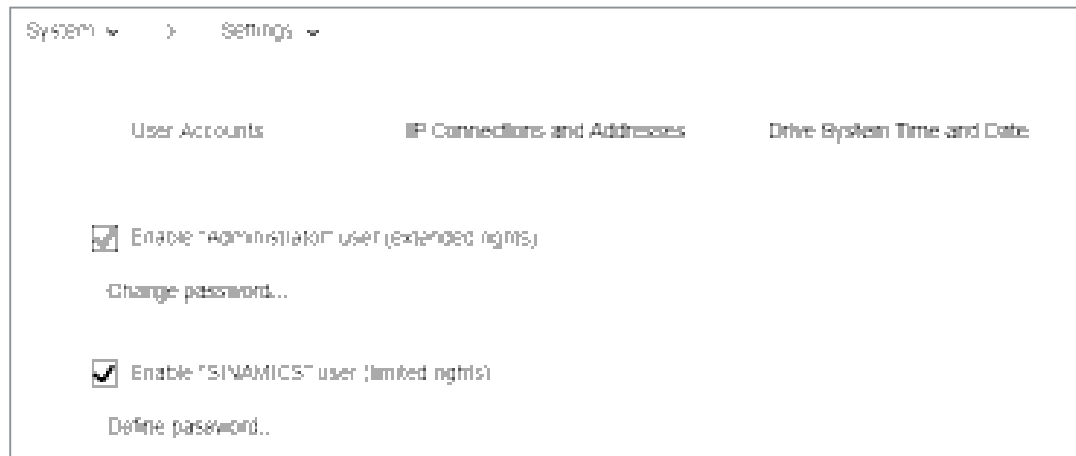 System > Settings
User Accounts IP Connections and Addresses Drive System Time and Date
Enable "Administrator" user (extended rights)
Change password...
Enable "SINAMICS" user (limited rights)
Define password...